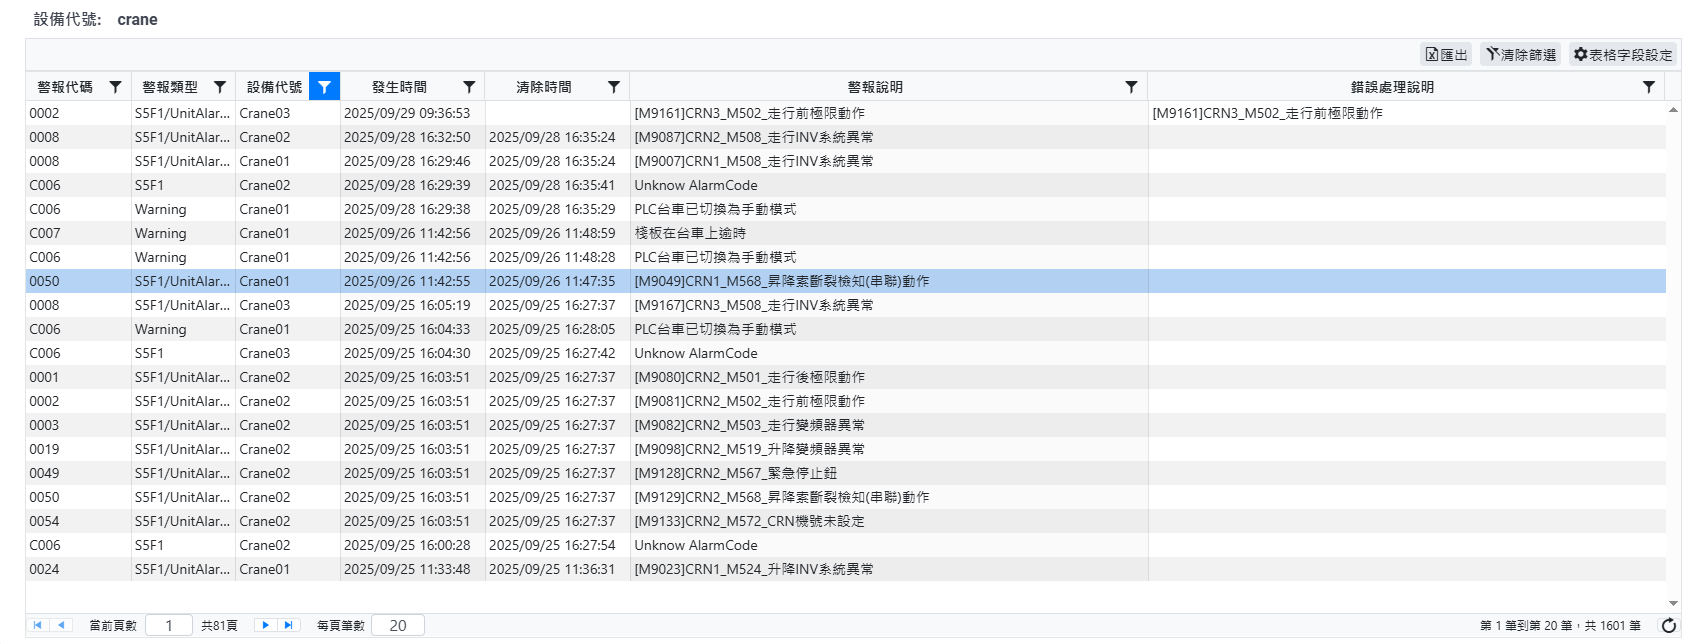 設備代號: crane
匯出 清除篩選 表格字段設定
警報代碼 警報類型 設備代號 發生時間 清除時間 警報說明 錯誤處理說明
0002 S5F1/UnitAlar... Crane03 2025/09/29 09:36:53 [M9161]CRN3_M502_走行前極限動作 [M9161]CRN3_M502_走行前極限動作
0008 S5F1/UnitAlar... Crane02 2025/09/28 16:32:50 2025/09/28 16:35:24 [M9087]CRN2_M508_走行INV系統異常
0008 S5F1/UnitAlar... Crane01 2025/09/28 16:29:46 2025/09/28 16:35:24 [M9007]CRN1_M508_走行INV系統異常
C006 S5F1 Crane02 2025/09/28 16:29:39 2025/09/28 16:35:41 Unknow AlarmCode
C006 Warning Crane01 2025/09/28 16:29:38 2025/09/28 16:35:29 PLC台車已切換為手動模式
C007 Warning Crane01 2025/09/26 11:42:56 2025/09/26 11:48:59 棧板在台車上逾時
C006 Warning Crane01 2025/09/26 11:42:56 2025/09/26 11:48:28 PLC台車已切換為手動模式
0050 S5F1/UnitAlar... Crane01 2025/09/26 11:42:55 2025/09/26 11:47:35 [M9049]CRN1_M568_昇降索斷裂檢知(串聯)動作
0008 S5F1/UnitAlar... Crane03 2025/09/25 16:05:19 2025/09/25 16:27:37 [M9167]CRN3_M508_走行INV系統異常
C006 Warning Crane01 2025/09/25 16:04:33 2025/09/25 16:28:05 PLC台車已切換為手動模式
C006 S5F1 Crane03 2025/09/25 16:04:30 2025/09/25 16:27:42 Unknow AlarmCode
0001 S5F1/UnitAlar... Crane02 2025/09/25 16:03:51 2025/09/25 16:27:37 [M9080]CRN2_M501_走行後極限動作
0002 S5F1/UnitAlar... Crane02 2025/09/25 16:03:51 2025/09/25 16:27:37 [M9081]CRN2_M502_走行前極限動作
0003 S5F1/UnitAlar... Crane02 2025/09/25 16:03:51 2025/09/25 16:27:37 [M9082]CRN2_M503_走行變頻器異常
0019 S5F1/UnitAlar... Crane02 2025/09/25 16:03:51 2025/09/25 16:27:37 [M9098]CRN2_M519_升降變頻器異常
0049 S5F1/UnitAlar... Crane02 2025/09/25 16:03:51 2025/09/25 16:27:37 [M9128]CRN2_M567_緊急停止鈕
0050 S5F1/UnitAlar... Crane02 2025/09/25 16:03:51 2025/09/25 16:27:37 [M9129]CRN2_M568_昇降索斷裂檢知(串聯)動作
0054 S5F1/UnitAlar... Crane02 2025/09/25 16:03:51 2025/09/25 16:27:37 [M9133]CRN2_M572_CRN機號未設定
C006 S5F1 Crane02 2025/09/25 16:00:28 2025/09/25 16:27:54 Unknow AlarmCode
0024 S5F1/UnitAlar... Crane01 2025/09/25 11:33:48 2025/09/25 11:36:31 [M9023]CRN1_M524_升降INV系統異常
當前頁數 1 共81頁 每頁筆數 20 第 1 筆到第 20 筆，共 1601 筆